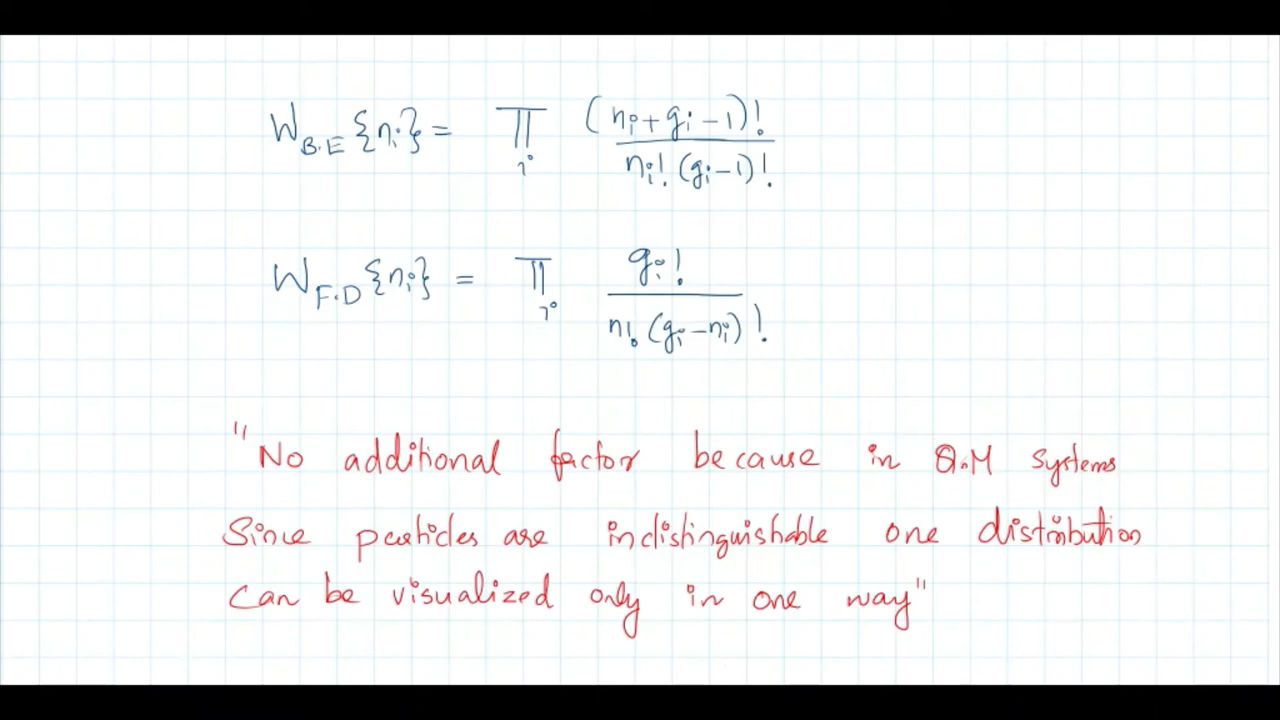 W_{B.E} {n_i} = ∏_i (n_i + g_i - 1)! / n_i! (g_i - 1)!
W_{F.D} {n_i} = ∏_i g_i! / n! (g_i - n_i)!
"No additional factor because in Q.M systems
Since particles are indistinguishable one distribution
Can be visualized only in one way"